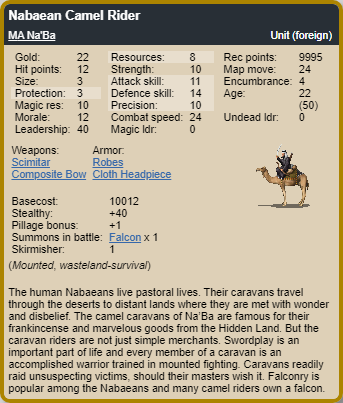 Nabaean Camel Rider
MA Na'Ba Unit (foreign)
Gold: 22 Resources: 8 Rec points: 9995
Hit points: 12 Strength: 10 Map move: 24
Size: 3 Attack skill: 11 Encumbrance: 4
Protection: 3 Defence skill: 14 Age: 22
Magic res: 10 Precision: 10 (50)
Morale: 12 Combat speed: 24 Undead ldr: 0
Leadership: 40 Magic ldr: 0
Weapons: Armor:
Scimitar Robes
Composite Bow Cloth Headpiece
Basecost: 10012
Stealthy: +40
Pillage bonus: +1
Summons in battle: Falcon x 1
Skirmisher: 1
(Mounted, wasteland-survival)
The human Nabaeans live pastoral lives. Their caravans travel
through the deserts to distant lands where they are met with wonder
and disbelief. The camel caravans of Na'Ba are famous for their
frankincense and marvelous goods from the Hidden Land. But the
caravan riders are not just simple merchants. Swordplay is an
important part of life and every member of a caravan is an
accomplished warrior trained in mounted fighting. Caravans readily
raid unsuspecting victims, should their masters wish it. Falconry is
popular among the Nabaeans and many camel riders own a falcon.